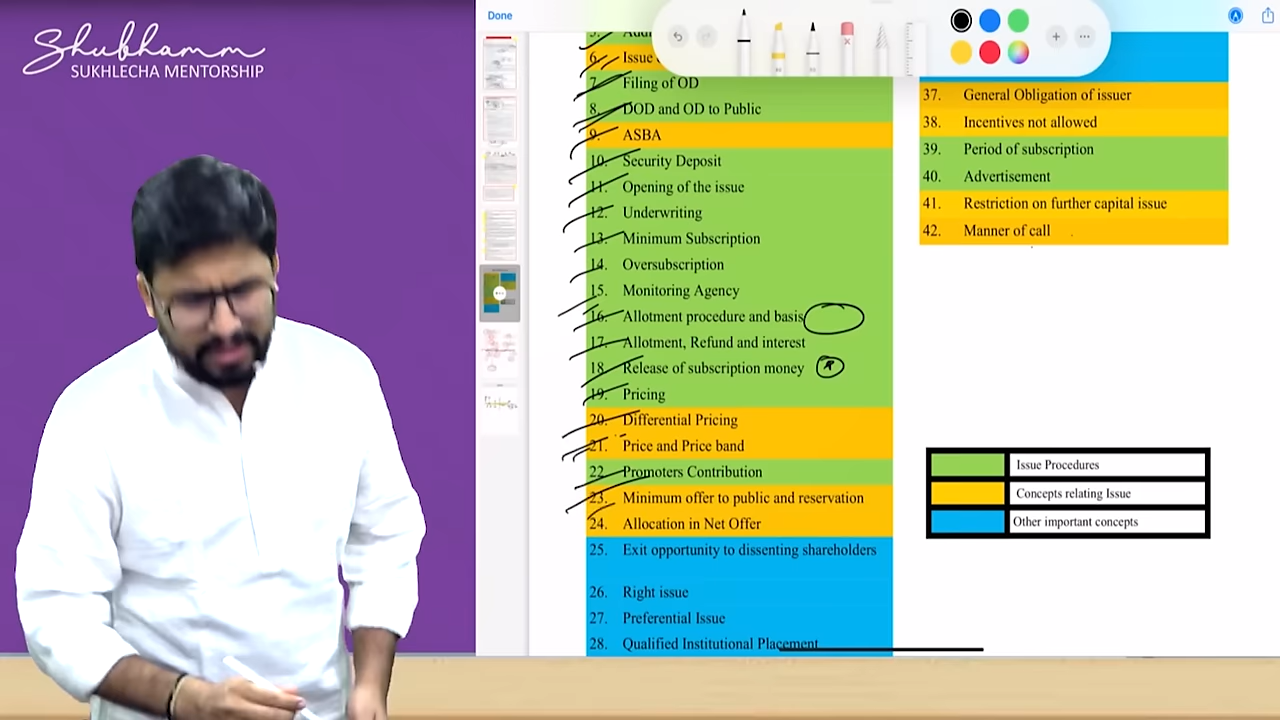 Shubhamm
SUKHLECHA MENTORSHIP
Done
5.
6. Issue
7. Filing of OD
8. DOD and OD to Public
9. ASBA
10. Security Deposit
11. Opening of the issue
12. Underwriting
13. Minimum Subscription
14. Oversubscription
15. Monitoring Agency
16. Allotment procedure and basis
17. Allotment, Refund and interest
18. Release of subscription money
19. Pricing
20. Differential Pricing
21. Price and Price band
22 Promoters Contribution
23. Minimum offer to public and reservation
24. Allocation in Net Offer
25. Exit opportunity to dissenting shareholders
26. Right issue
27. Preferential Issue
28. Qualified Institutional Placement
37. General Obligation of issuer
38. Incentives not allowed
39. Period of subscription
40. Advertisement
41. Restriction on further capital issue
42. Manner of call
Issue Procedures
Concepts relating Issue
Other important concepts